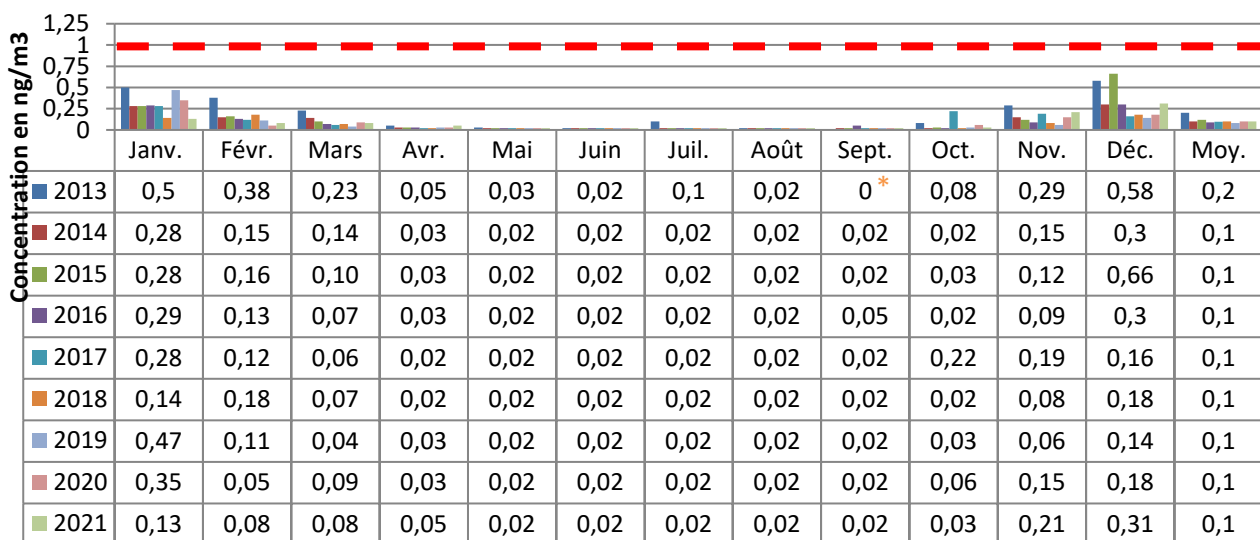 Concentration en ng/m3
1,25
1
0,75
0,5
0,25
0
Janv. Févr. Mars Avr. Mai Juin Juil. Août Sept. Oct. Nov. Déc. Moy.
2013 0,5 0,38 0,23 0,05 0,03 0,02 0,1 0,02 0 * 0,08 0,29 0,58 0,2
2014 0,28 0,15 0,14 0,03 0,02 0,02 0,02 0,02 0,02 0,02 0,15 0,3 0,1
2015 0,28 0,16 0,10 0,03 0,02 0,02 0,02 0,02 0,02 0,03 0,12 0,66 0,1
2016 0,29 0,13 0,07 0,03 0,02 0,02 0,02 0,02 0,05 0,02 0,09 0,3 0,1
2017 0,28 0,12 0,06 0,02 0,02 0,02 0,02 0,02 0,02 0,22 0,19 0,16 0,1
2018 0,14 0,18 0,07 0,02 0,02 0,02 0,02 0,02 0,02 0,02 0,08 0,18 0,1
2019 0,47 0,11 0,04 0,03 0,02 0,02 0,02 0,02 0,02 0,03 0,06 0,14 0,1
2020 0,35 0,05 0,09 0,03 0,02 0,02 0,02 0,02 0,02 0,06 0,15 0,18 0,1
2021 0,13 0,08 0,08 0,05 0,02 0,02 0,02 0,02 0,02 0,03 0,21 0,31 0,1